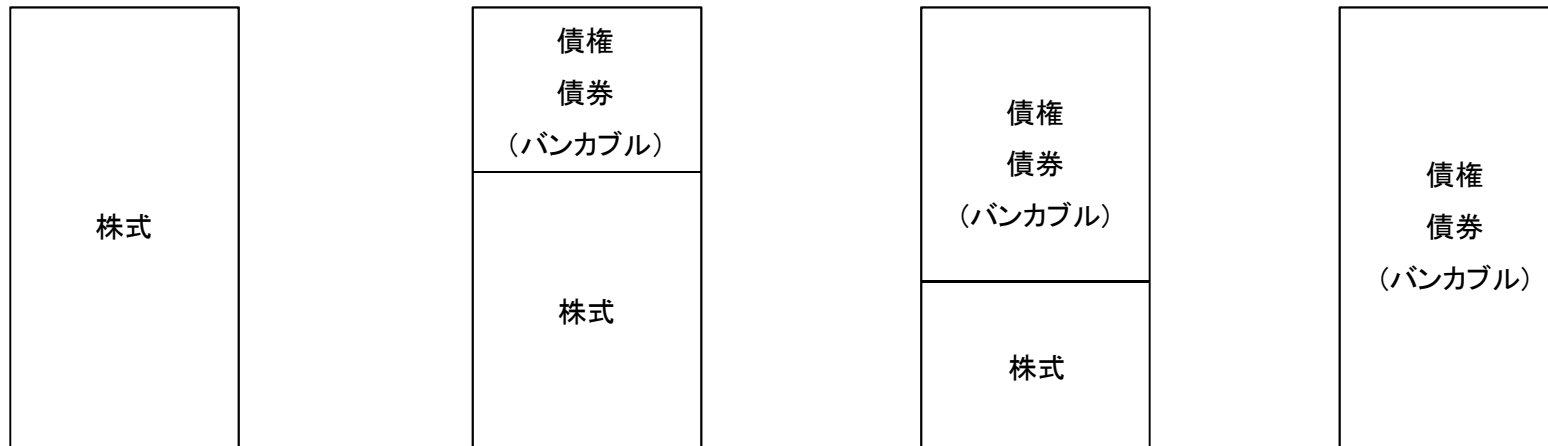 株式
債権
債券
(バンカブル)
株式
債権
債券
(バンカブル)
株式
債権
債券
(バンカブル)